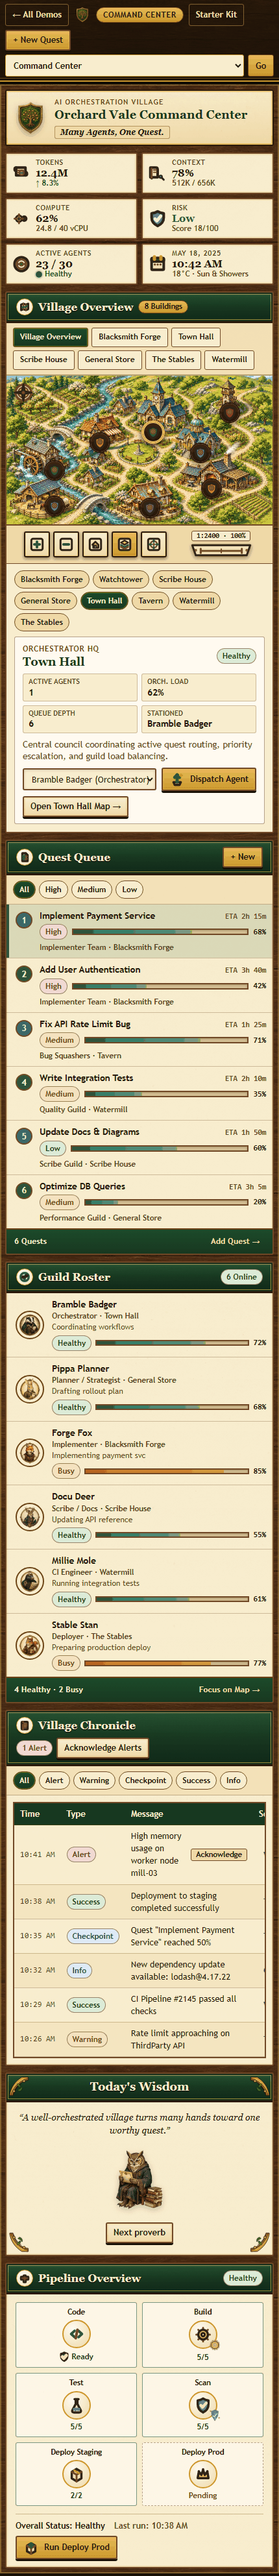 ← All Demos
COMMAND CENTER
Starter Kit
+ New Quest
Command Center
Go
AI ORCHESTRATION VILLAGE
Orchard Vale Command Center
Many Agents, One Quest.
TOKENS
12.4M
↑ 8.3%
CONTEXT
78%
512K / 656K
COMPUTE
62%
24.8 / 40 vCPU
RISK
Low
Score 18/100
ACTIVE AGENTS
23 / 30
Healthy
MAY 18, 2025
10:42 AM
18°C · Sun & Showers
Village Overview
8 Buildings
Village Overview
Blacksmith Forge
Town Hall
Scribe House
General Store
The Stables
Watermill
1:2400 · 100%
Blacksmith Forge
Watchtower
Scribe House
General Store
Town Hall
Tavern
Watermill
The Stables
ORCHESTRATOR HQ
Town Hall
Healthy
ACTIVE AGENTS
1
ORCH. LOAD
62%
QUEUE DEPTH
6
STATIONED
Bramble Badger
Central council coordinating active quest routing, priority
escalation, and guild load balancing.
Bramble Badger (Orchestrator)
Dispatch Agent
Open Town Hall Map →
Quest Queue
+ New
All
High
Medium
Low
1
Implement Payment Service
ETA 2h 15m
High
68%
Implementer Team · Blacksmith Forge
2
Add User Authentication
ETA 3h 40m
High
42%
Implementer Team · Blacksmith Forge
3
Fix API Rate Limit Bug
ETA 1h 25m
Medium
71%
Bug Squashers · Tavern
4
Write Integration Tests
ETA 2h 10m
Medium
35%
Quality Guild · Watermill
5
Update Docs & Diagrams
ETA 1h 50m
Low
60%
Scribe Guild · Scribe House
6
Optimize DB Queries
ETA 3h 5m
Medium
20%
Performance Guild · General Store
6 Quests
Add Quest →
Guild Roster
6 Online
Bramble Badger
Orchestrator · Town Hall
Coordinating workflows
Healthy
72%
Pippa Planner
Planner / Strategist · General Store
Drafting rollout plan
Healthy
68%
Forge Fox
Implementer · Blacksmith Forge
Implementing payment svc
Busy
85%
Docu Deer
Scribe / Docs · Scribe House
Updating API reference
Healthy
55%
Millie Mole
CI Engineer · Watermill
Running integration tests
Healthy
61%
Stable Stan
Deployer · The Stables
Preparing production deploy
Busy
77%
4 Healthy · 2 Busy
Focus on Map →
Village Chronicle
1 Alert
Acknowledge Alerts
All
Alert
Warning
Checkpoint
Success
Info
Time
Type
Message
10:41 AM
Alert
High memory
usage on
worker node
mill-03
Acknowledge
10:38 AM
Success
Deployment to staging
completed successfully
10:35 AM
Checkpoint
Quest "Implement Payment
Service" reached 50%
10:32 AM
Info
New dependency update
available: lodash@4.17.22
10:29 AM
Success
CI Pipeline #2145 passed all
checks
10:26 AM
Warning
Rate limit approaching on
ThirdParty API
Today's Wisdom
“A well-orchestrated village turns many hands toward one
worthy quest.”
Next proverb
Pipeline Overview
Healthy
Code
Ready
Build
5/5
Test
5/5
Scan
5/5
Deploy Staging
2/2
Deploy Prod
Pending
Overall Status: Healthy
Last run: 10:38 AM
Run Deploy Prod